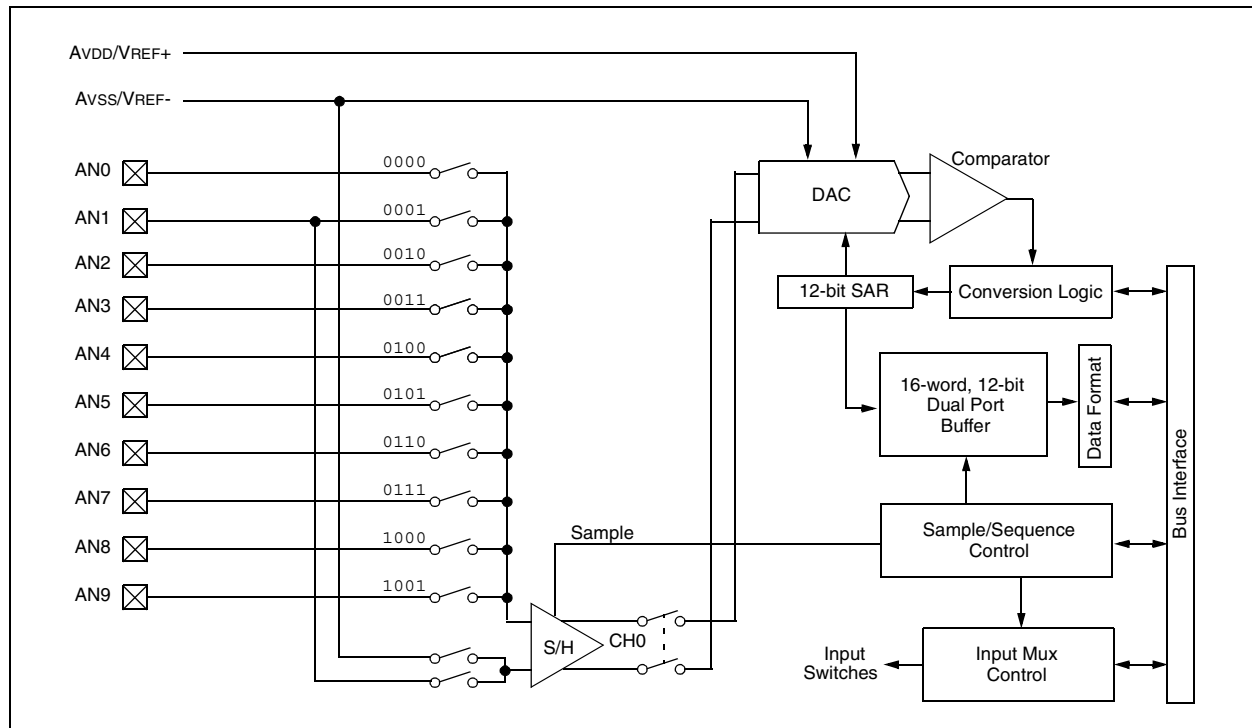 AVDD/VREF+
AVSS/VREF-
AN0
0000
AN1
0001
AN2
0010
AN3
0011
AN4
0100
AN5
0101
AN6
0110
AN7
0111
AN8
1000
AN9
1001
DAC
Comparator
12-bit SAR
Conversion Logic
16-word, 12-bit
Dual Port
Buffer
Data Format
Bus Interface
Sample
Sample/Sequence
Control
S/H
CH0
Input
Switches
Input Mux
Control